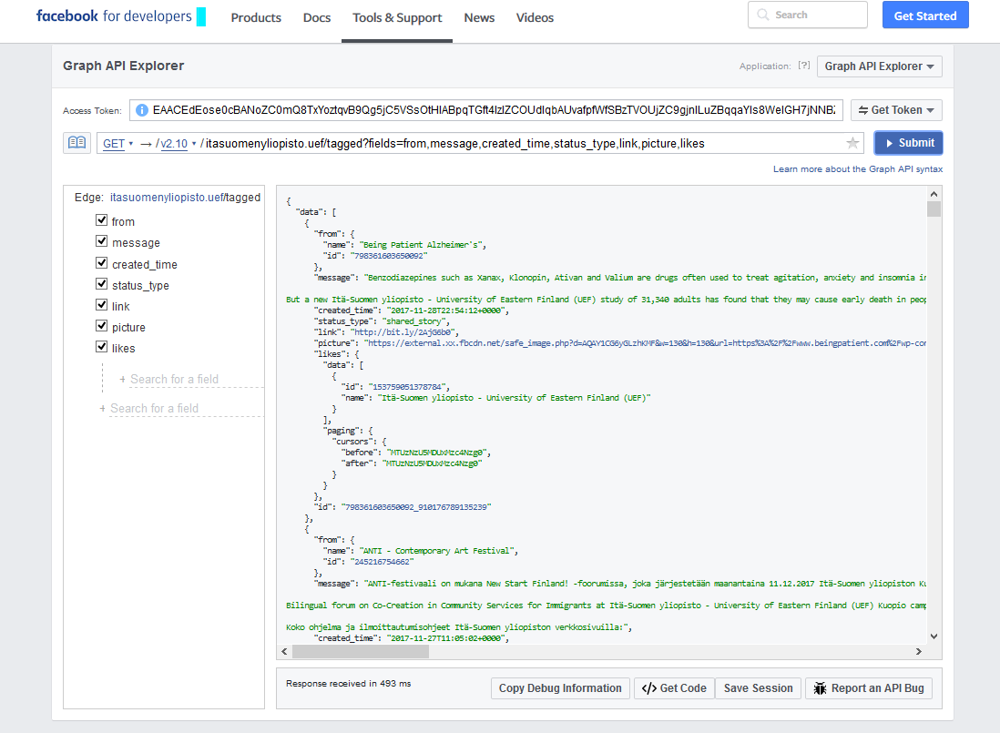 facebook for developers Products Docs Tools & Support News Videos Search Get Started
Graph API Explorer Application: [?] Graph API Explorer
Access Token: Get Token
GET → / v2.10 /itasuomenyliopisto.uef/tagged?fields=from,message,created_time,status_type,link,picture,likes Submit
Learn more about the Graph API syntax
Edge: itasuomenyliopisto.uef/tagged
from
message
created_time
status_type
link
picture
likes
+ Search for a field
+ Search for a field
{
"data": [
{
"from": {
"name": "Being Patient Alzheimer's",
"id": "798361603650092"
},
"message": "Benzodiazepines such as Xanax, Klonopin, Ativan and Valium are drugs often used to treat agitation, anxiety and insomnia in
But a new Itä-Suomen yliopisto - University of Eastern Finland (UEF) study of 31,340 adults has found that they may cause early death in peop
"created_time": "2017-11-28T22:54:12+0000",
"status_type": "shared_story",
"link": "http://bit.ly/2AjG6b0",
"picture": "https://external.xx.fbcdn.net/safe_image.php?d=AQAY1CG6yGLzhKMF&w=130&h=130&url=https%3A%2F%2Fwww.beingpatient.com%2Fwp-con
"likes": {
"data": [
{
"id": "153759051378784",
"name": "Itä-Suomen yliopisto - University of Eastern Finland (UEF)"
}
],
"paging": {
"cursors": {
"before": "MTUzNzU5MDUxMzc4Nzg0",
"after": "MTUzNzU5MDUxMzc4Nzg0"
}
}
},
"id": "798361603650092_910176789135239"
},
{
"from": {
"name": "ANTI - Contemporary Art Festival",
"id": "245216754662"
},
"message": "ANTI-festivaali on mukana New Start Finland! -foorumissa, joka järjestetään maanantaina 11.12.2017 Itä-Suomen yliopiston Ku
Bilingual forum on Co-Creation in Community Services for Immigrants at Itä-Suomen yliopisto - University of Eastern Finland (UEF) Kuopio camp
Koko ohjelma ja ilmoittautumisohjeet Itä-Suomen yliopiston verkkosivuilla:",
"created_time": "2017-11-27T11:05:02+0000",
Response received in 493 ms Copy Debug Information </> Get Code Save Session Report an API Bug